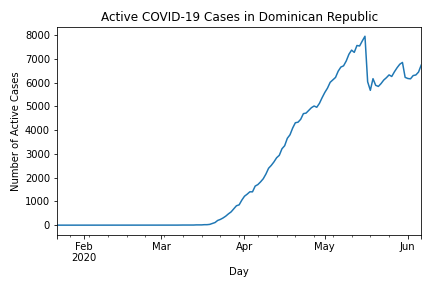 Active COVID-19 Cases in Dominican Republic
Number of Active Cases
8000
7000
6000
5000
4000
3000
2000
1000
0
Feb Mar Apr May Jun
2020
Day